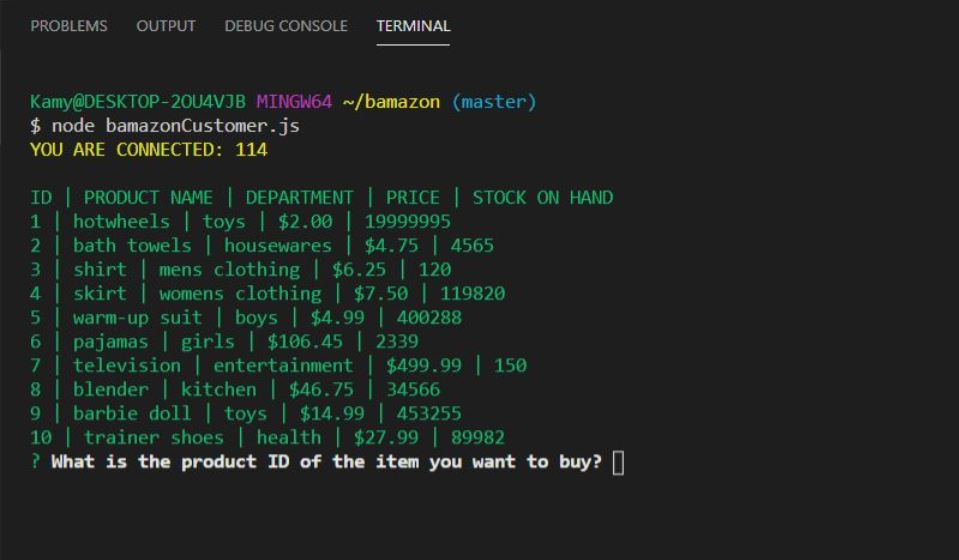 PROBLEMS OUTPUT DEBUG CONSOLE TERMINAL
Kamy@DESKTOP-2OU4VJB MINGW64 ~/bamazon (master)
$ node bamazonCustomer.js
YOU ARE CONNECTED: 114
ID | PRODUCT NAME | DEPARTMENT | PRICE | STOCK ON HAND
1 | hotwheels | toys | $2.00 | 19999995
2 | bath towels | housewares | $4.75 | 4565
3 | shirt | mens clothing | $6.25 | 120
4 | skirt | womens clothing | $7.50 | 119820
5 | warm-up suit | boys | $4.99 | 400288
6 | pajamas | girls | $106.45 | 2339
7 | television | entertainment | $499.99 | 150
8 | blender | kitchen | $46.75 | 34566
9 | barbie doll | toys | $14.99 | 453255
10 | trainer shoes | health | $27.99 | 89982
? What is the product ID of the item you want to buy?